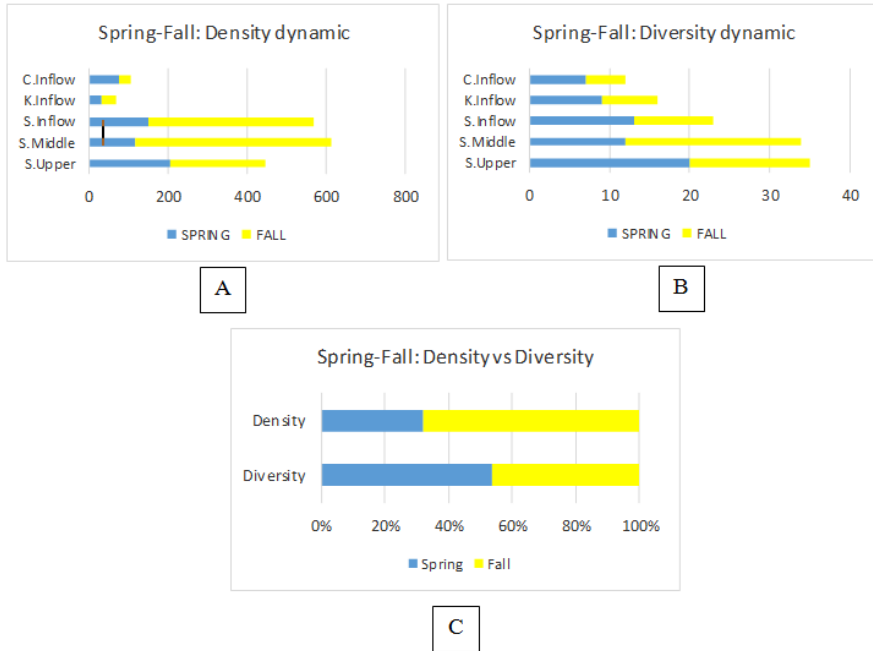 Spring-Fall: Density dynamic
C.Inflow
K.Inflow
S.Inflow
S.Middle
S.Upper
0 200 400 600 800
SPRING FALL
A
Spring-Fall: Diversity dynamic
C.Inflow
K.Inflow
S.Inflow
S.Middle
S.Upper
0 10 20 30 40
SPRING FALL
B
Spring-Fall: Density vs Diversity
Density
Diversity
0% 20% 40% 60% 80% 100%
Spring Fall
C